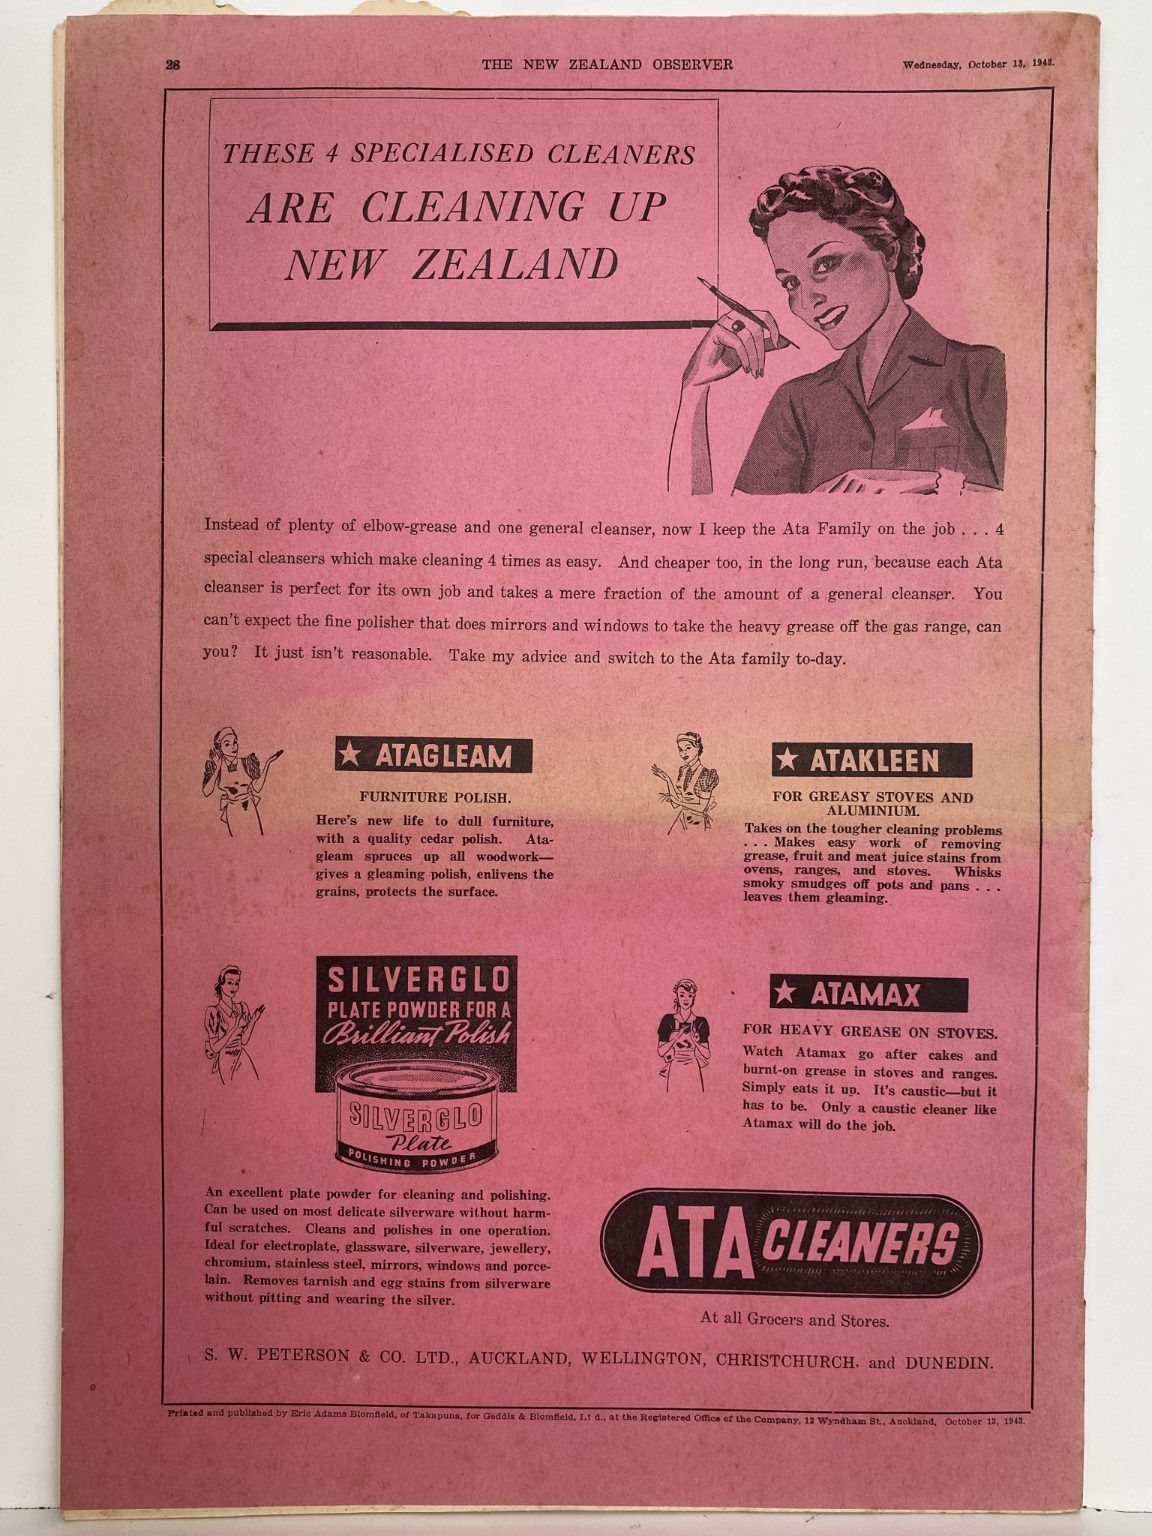 28
THE NEW ZEALAND OBSERVER
Wednesday, October 13, 1943.
THESE 4 SPECIALISED CLEANERS
ARE CLEANING UP
NEW ZEALAND
Instead of plenty of elbow-grease and one general cleanser, now I keep the Ata Family on the job . . . 4
special cleansers which make cleaning 4 times as easy. And cheaper too, in the long run, because each Ata
cleanser is perfect for its own job and takes a mere fraction of the amount of a general cleanser. You
can't expect the fine polisher that does mirrors and windows to take the heavy grease off the gas range, can
you? It just isn't reasonable. Take my advice and switch to the Ata family to-day.
★ ATAGLEAM
FURNITURE POLISH.
Here's new life to dull furniture,
with a quality cedar polish. Ata-
gleam spruces up all woodwork—
gives a gleaming polish, enlivens the
grains, protects the surface.
★ ATAKLEEN
FOR GREASY STOVES AND
ALUMINIUM.
Takes on the tougher cleaning problems
. . . Makes easy work of removing
grease, fruit and meat juice stains from
ovens, ranges, and stoves. Whisks
smoky smudges off pots and pans . . .
leaves them gleaming.
SILVERGLO
PLATE POWDER FOR A
Brilliant Polish
SILVERGLO
Plate
POLISHING POWDER
An excellent plate powder for cleaning and polishing.
Can be used on most delicate silverware without harm-
ful scratches. Cleans and polishes in one operation.
Ideal for electroplate, glassware, silverware, jewellery,
chromium, stainless steel, mirrors, windows and porce-
lain. Removes tarnish and egg stains from silverware
without pitting and wearing the silver.
★ ATAMAX
FOR HEAVY GREASE ON STOVES.
Watch Atamax go after cakes and
burnt-on grease in stoves and ranges.
Simply eats it up. It's caustic—but it
has to be. Only a caustic cleaner like
Atamax will do the job.
ATA CLEANERS
At all Grocers and Stores.
S. W. PETERSON & CO. LTD., AUCKLAND, WELLINGTON, CHRISTCHURCH, and DUNEDIN.
Printed and published by Eric Adams Blomfield, of Takapuna, for Geddis & Blomfield, Lt d., at the Registered Office of the Company, 12 Wyndham St., Auckland, October 13, 1943.